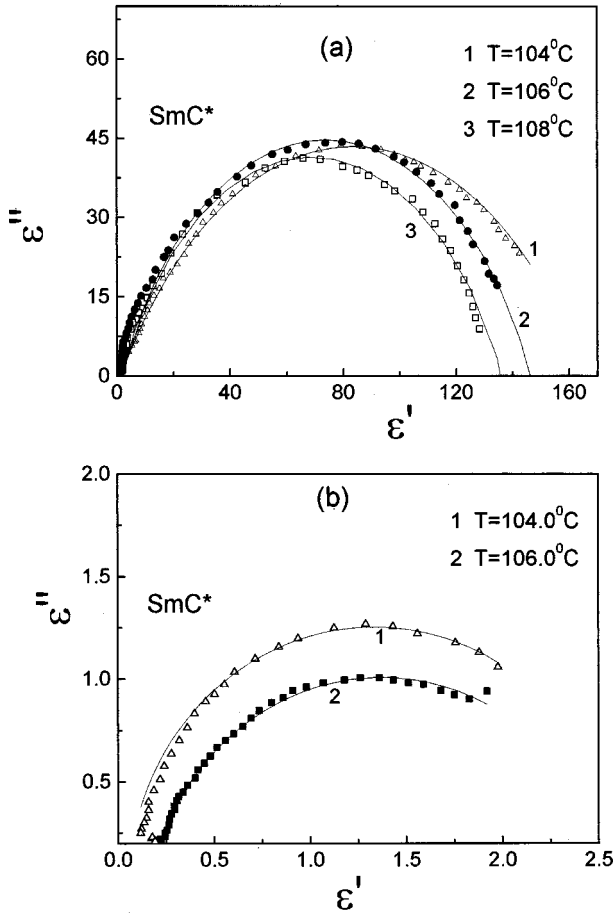 (a)
1 T=104⁰C
2 T=106⁰C
3 T=108⁰C
SmC*
60
45
30
15
0
ε"
1
2
3
0 40 80 120 160
ε'
(b)
1 T=104.0⁰C
2 T=106.0⁰C
SmC*
2.0
1.5
1.0
0.5
ε"
1
2
0.0 0.5 1.0 1.5 2.0 2.5
ε'